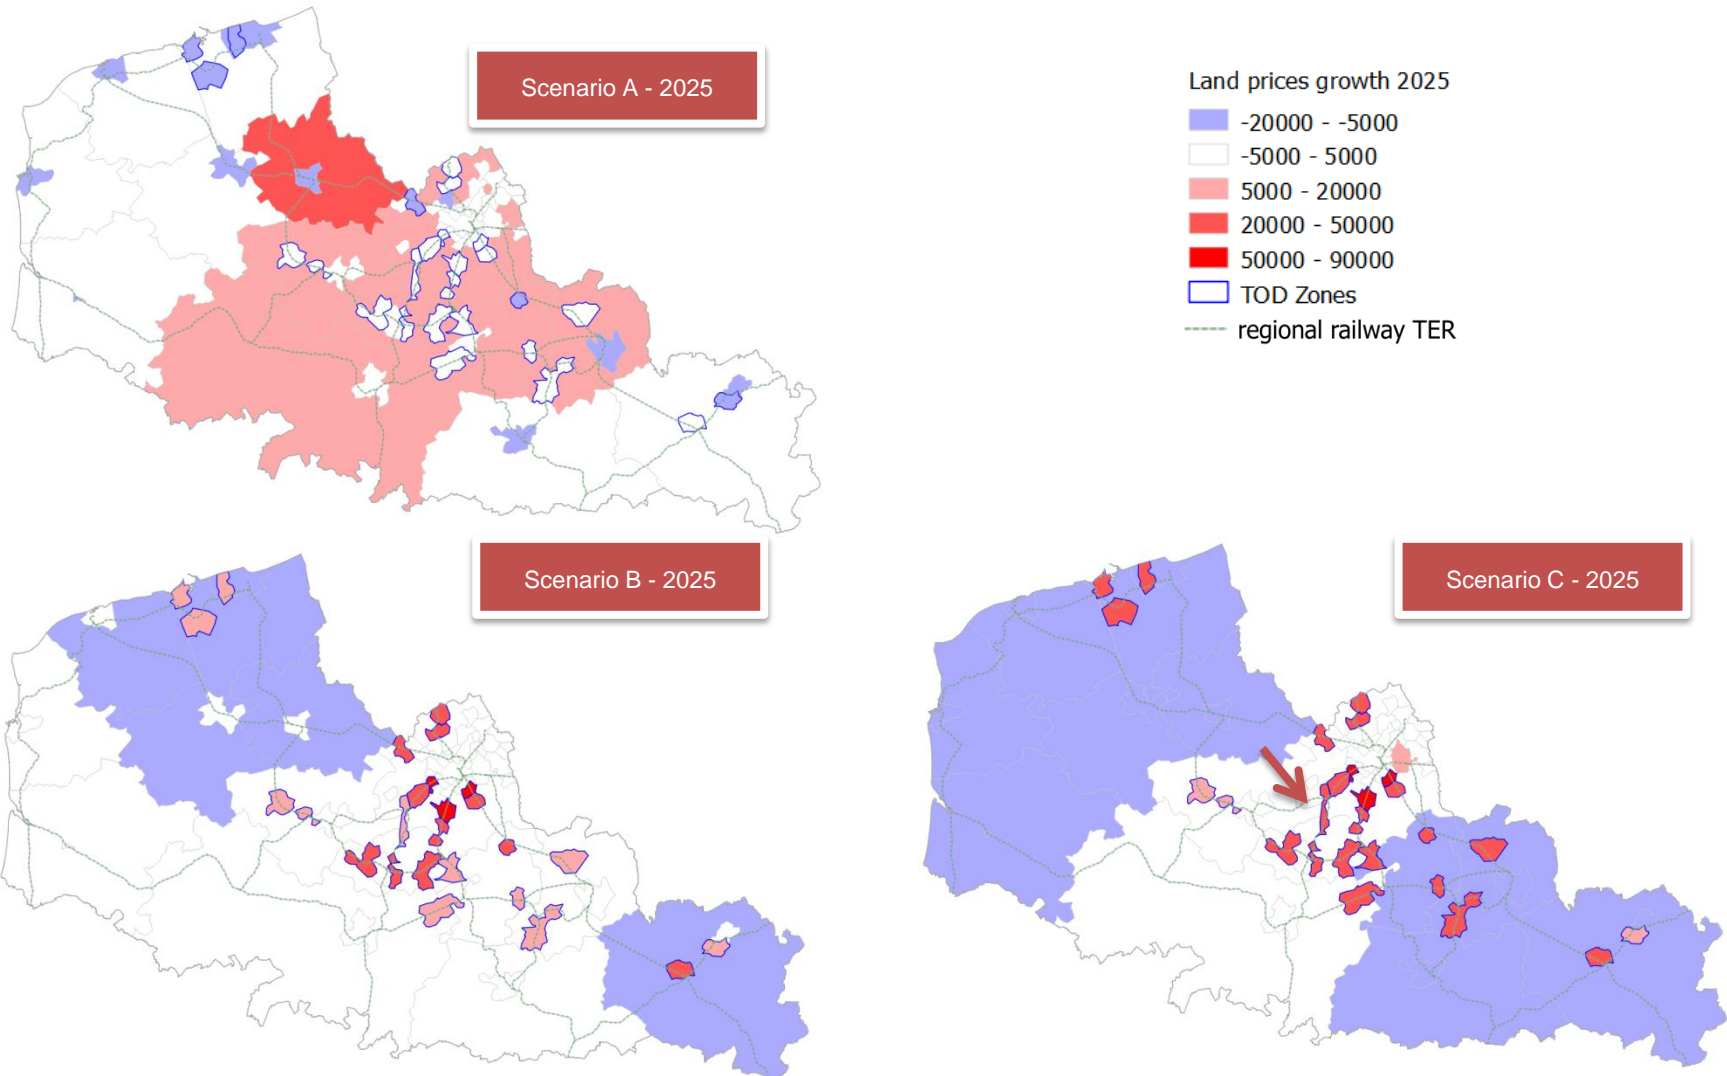 Scenario A - 2025
Land prices growth 2025
-20000 - -5000
-5000 - 5000
5000 - 20000
20000 - 50000
50000 - 90000
TOD Zones
regional railway TER
Scenario B - 2025
Scenario C - 2025